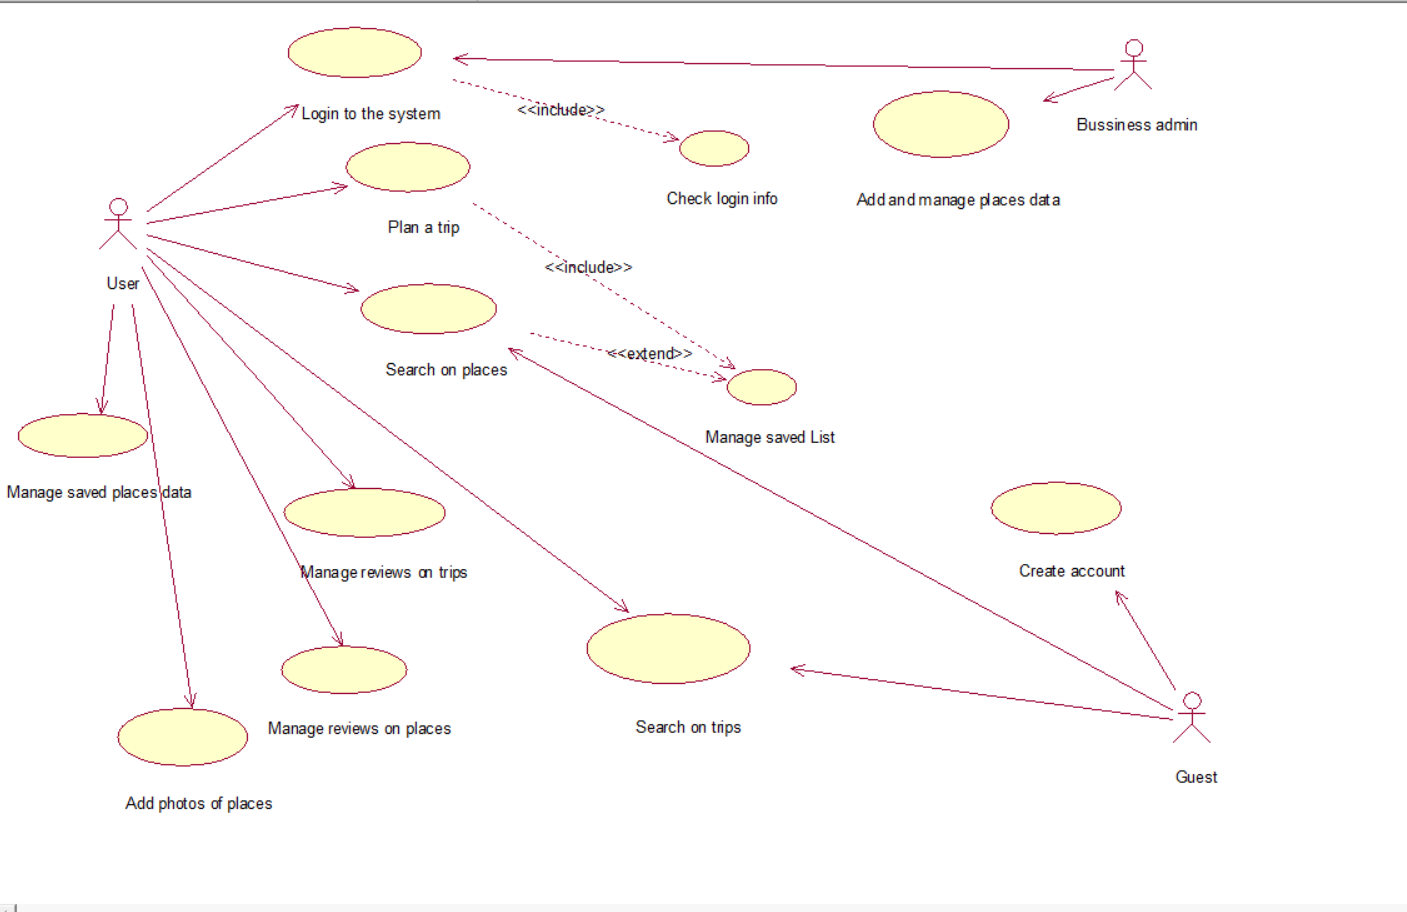 Login to the system
<<include>>
Bussiness admin
Check login info
Add and manage places data
Plan a trip
<<include>>
User
<<extend>>
Search on places
Manage saved List
Manage saved places data
Manage reviews on trips
Create account
Manage reviews on places
Search on trips
Guest
Add photos of places